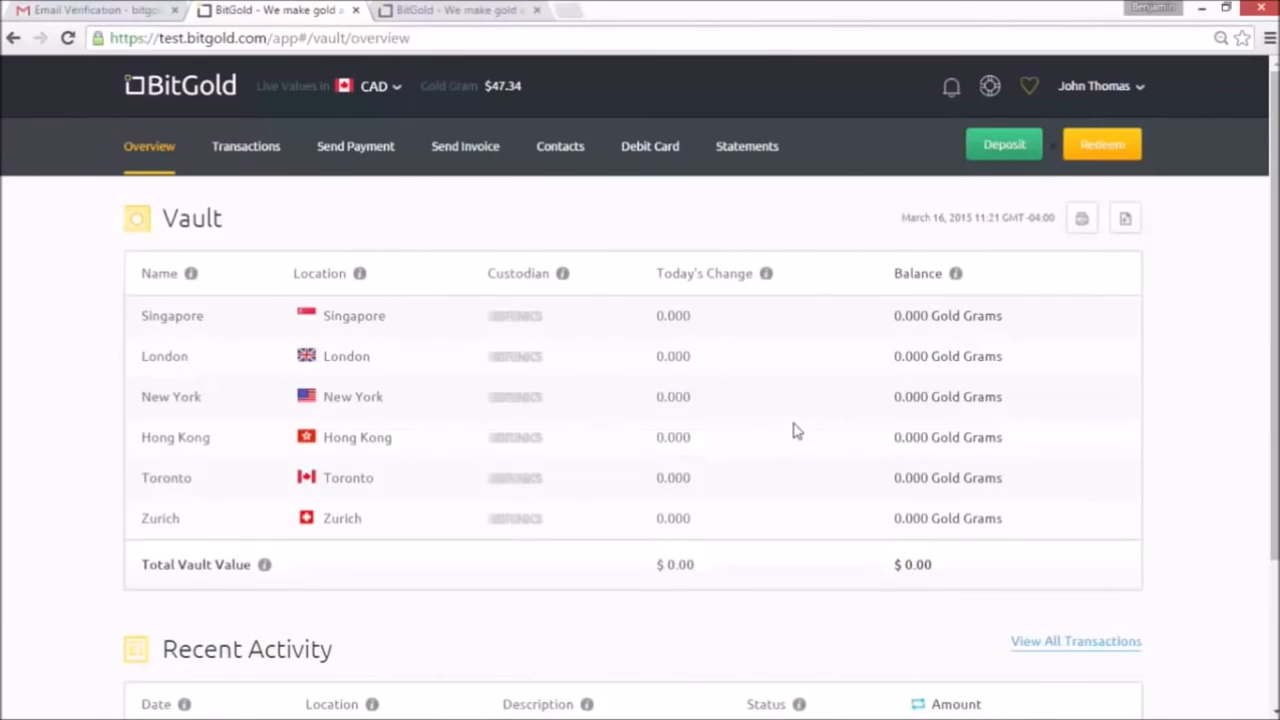 Email Verification - bitgo
BitGold - We make gold a
BitGold - We make gold a
Benjamin
https://test.bitgold.com/app#/vault/overview
BitGold
Live Values in CAD
Gold Gram $47.34
John Thomas
Overview
Transactions
Send Payment
Send Invoice
Contacts
Debit Card
Statements
Deposit
Redeem
Vault
March 16, 2015 11:21 GMT -04:00
Name Location Custodian Today's Change Balance
Singapore Singapore 0.000 0.000 Gold Grams
London London 0.000 0.000 Gold Grams
New York New York 0.000 0.000 Gold Grams
Hong Kong Hong Kong 0.000 0.000 Gold Grams
Toronto Toronto 0.000 0.000 Gold Grams
Zurich Zurich 0.000 0.000 Gold Grams
Total Vault Value $ 0.00 $ 0.00
Recent Activity
View All Transactions
Date Location Description Status Amount